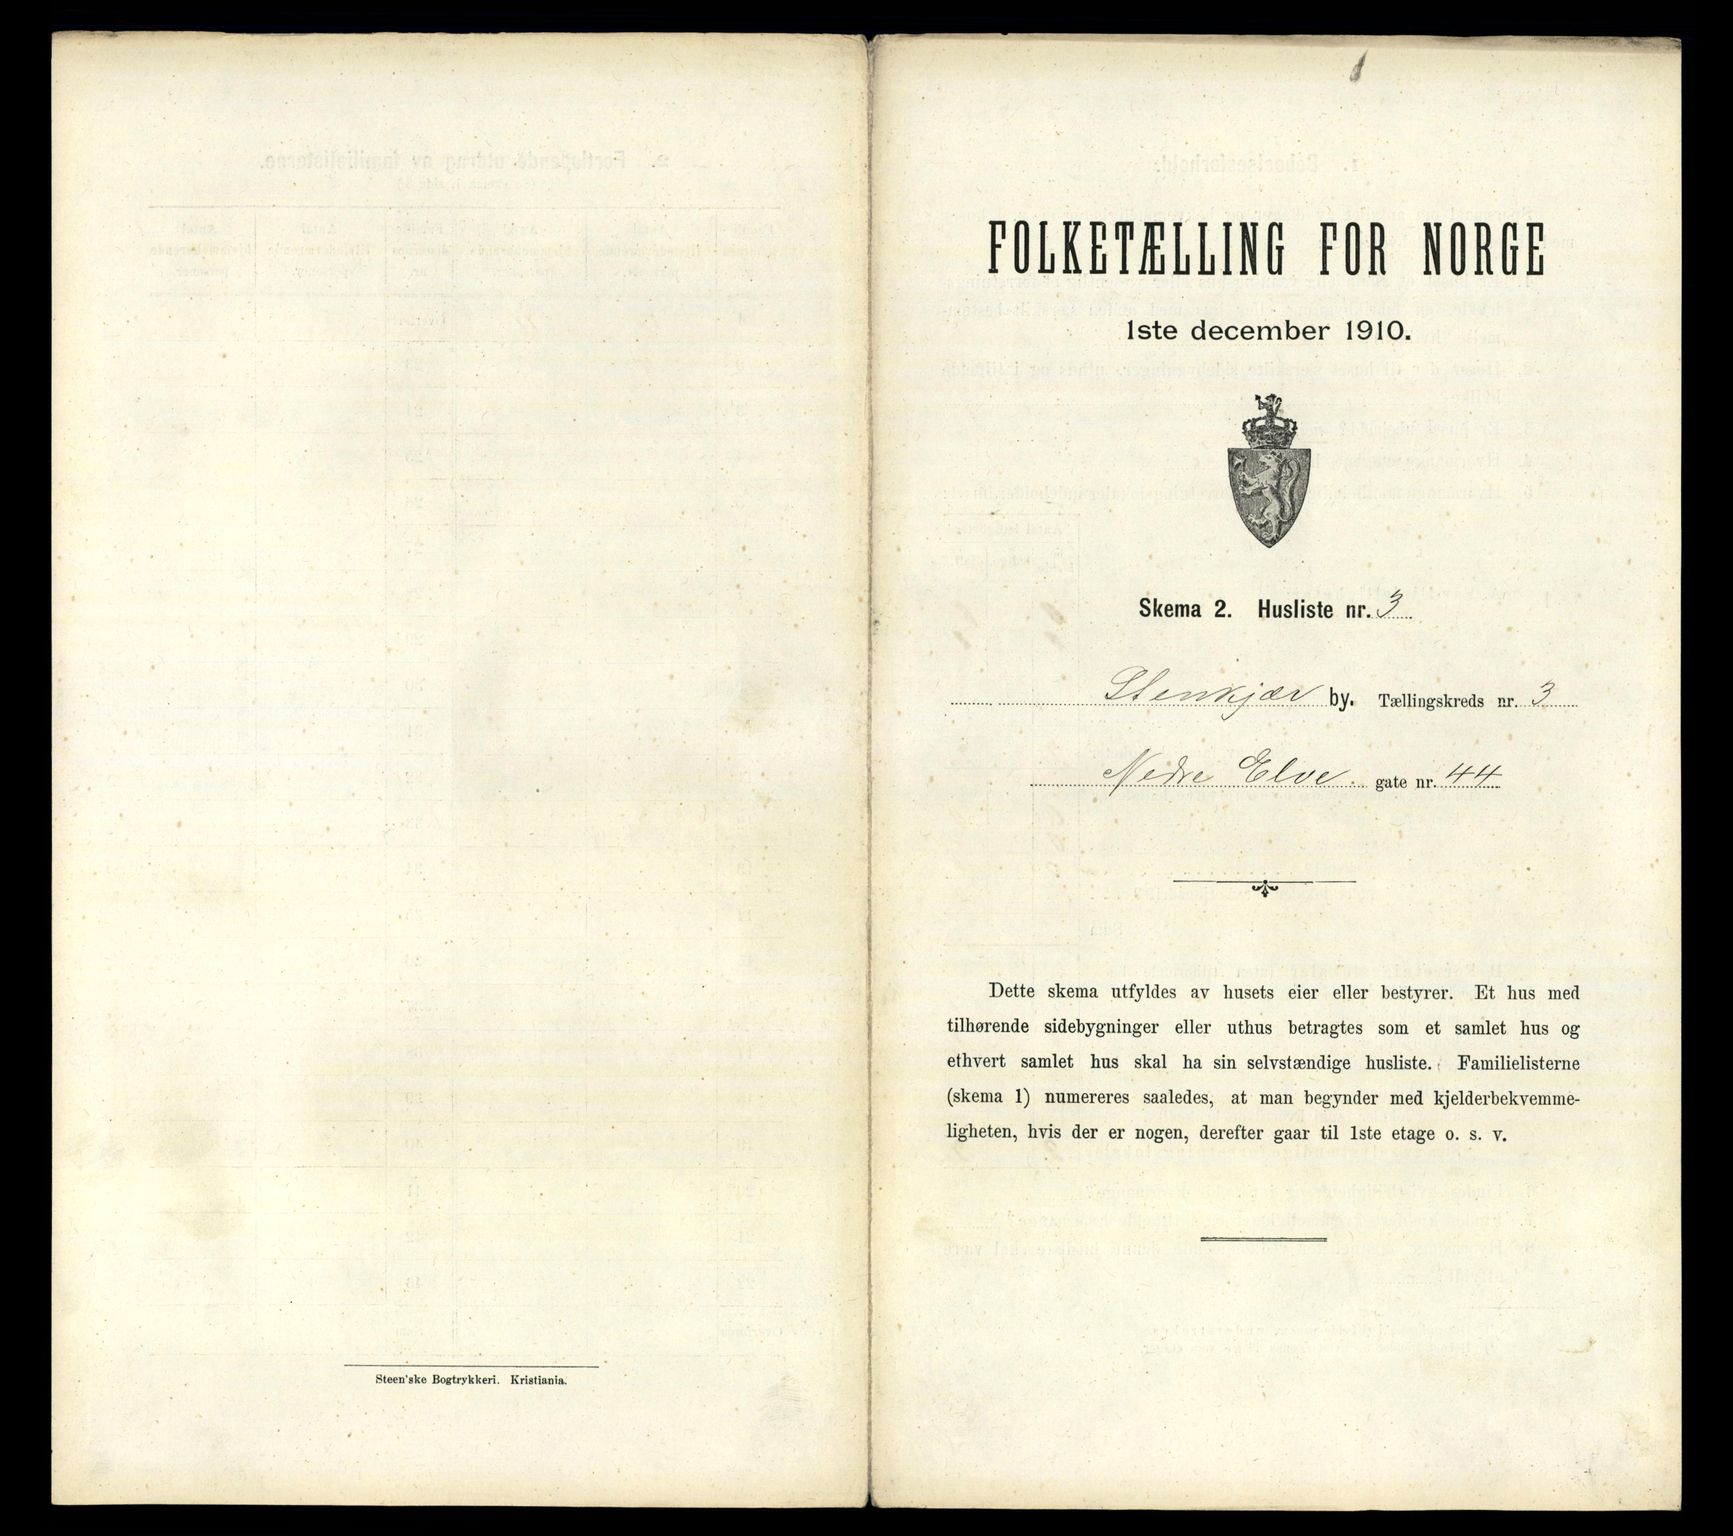 FOLKETÆLLING FOR NORGE
1ste december 1910.
Skema 2. Husliste nr. 3
Stenkjær by. Tællingskreds nr. 3
Nedre Elve gate nr. 44
Dette skema utfyldes av husets eier eller bestyrer. Et hus med
tilhørende sidebygninger eller uthus betragtes som et samlet hus og
ethvert samlet hus skal ha sin selvstændige husliste. Familielisterne
(skema 1) numereres saaledes, at man begynder med kjelderbekvemme-
ligheten, hvis der er nogen, derefter gaar til 1ste etage o. s. v.
Steen'ske Bogtrykkeri. Kristiania.